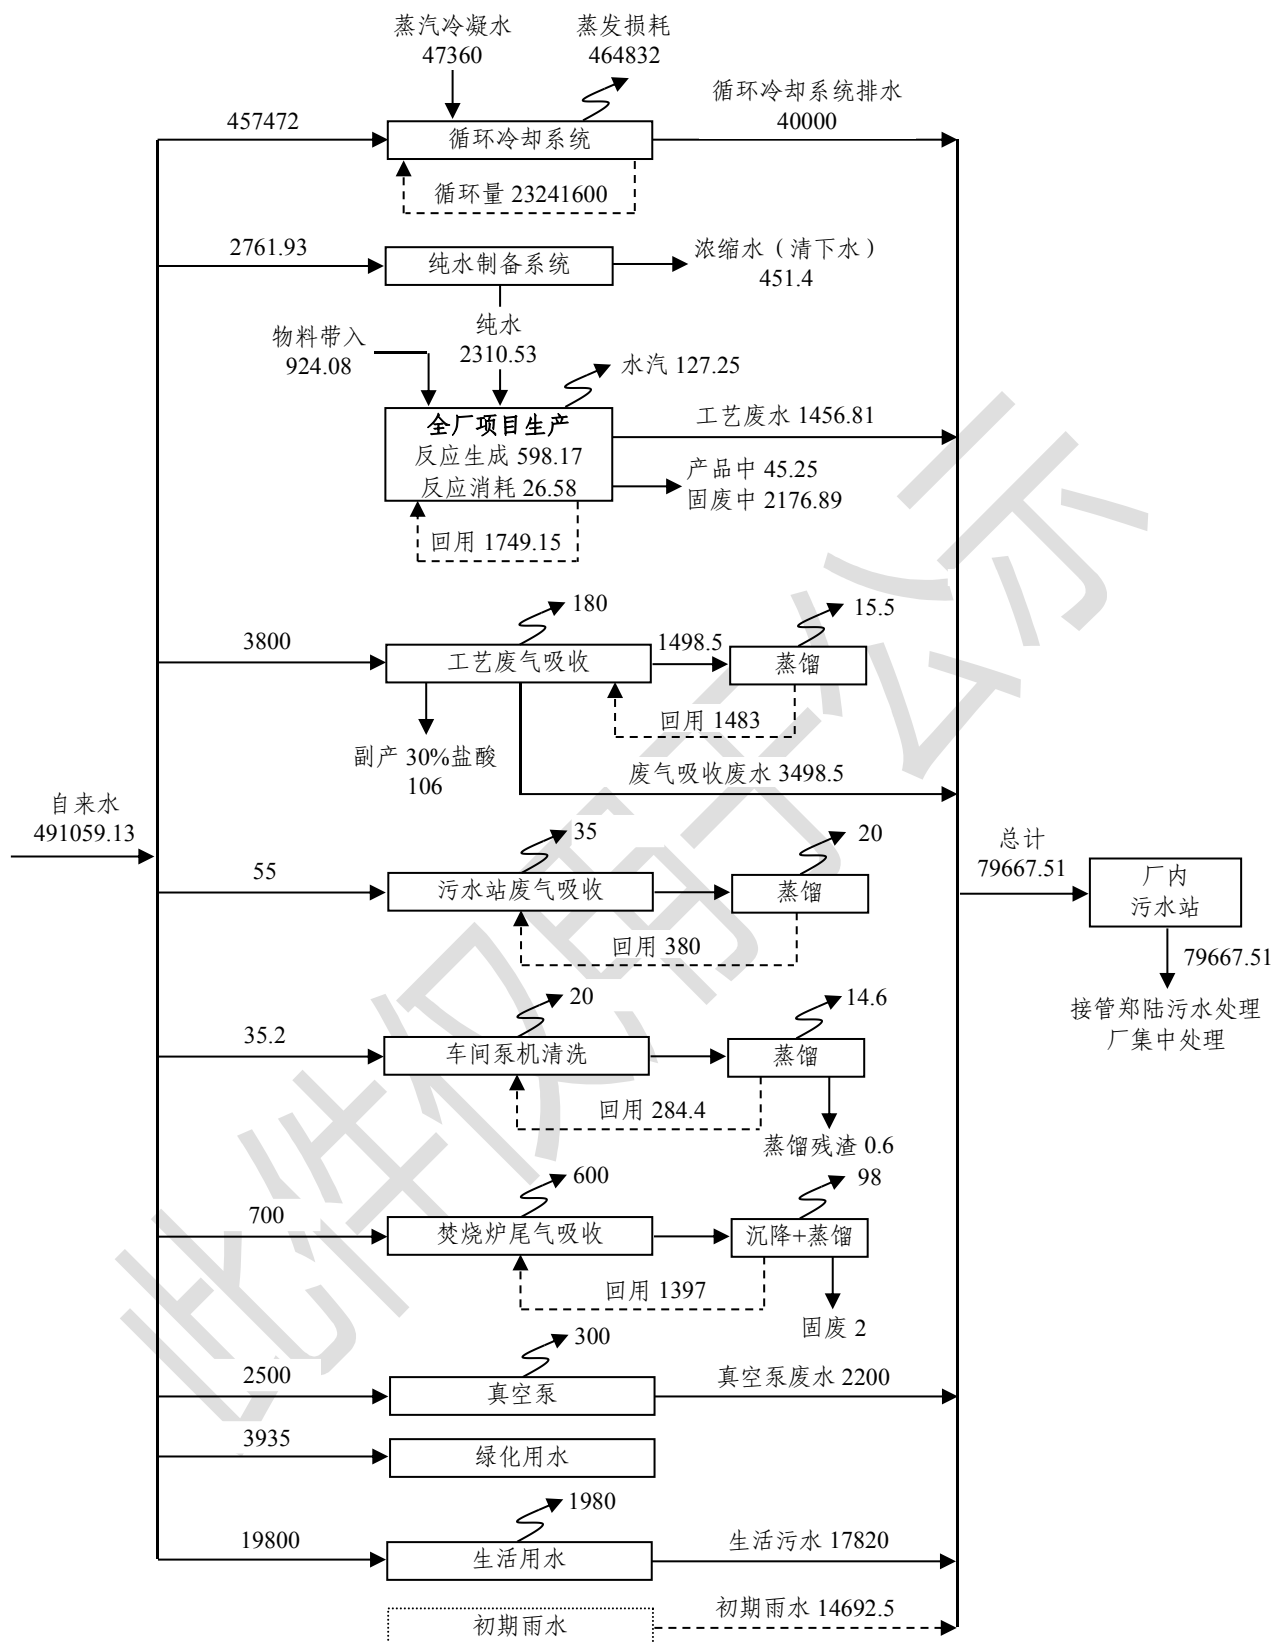 蒸汽冷凝水
47360
蒸发损耗
464832
457472
循环冷却系统
循环冷却系统排水
40000
循环量 23241600
2761.93
纯水制备系统
浓缩水（清下水）
451.4
物料带入
924.08
纯水
2310.53
水汽 127.25
全厂项目生产
反应生成 598.17
反应消耗 26.58
工艺废水 1456.81
产品中 45.25
固废中 2176.89
回用 1749.15
180
15.5
3800
工艺废气吸收
1498.5
蒸馏
回用 1483
副产 30%盐酸
106
废气吸收废水 3498.5
自来水
491059.13
35
20
55
污水站废气吸收
蒸馏
回用 380
总计
79667.51
厂内
污水站
79667.51
接管郑陆污水处理
厂集中处理
20
14.6
35.2
车间泵机清洗
蒸馏
回用 284.4
蒸馏残渣 0.6
600
98
700
焚烧炉尾气吸收
沉降+蒸馏
回用 1397
固废 2
300
2500
真空泵
真空泵废水 2200
3935
绿化用水
1980
19800
生活用水
生活污水 17820
初期雨水
初期雨水 14692.5
此件仅用于公示